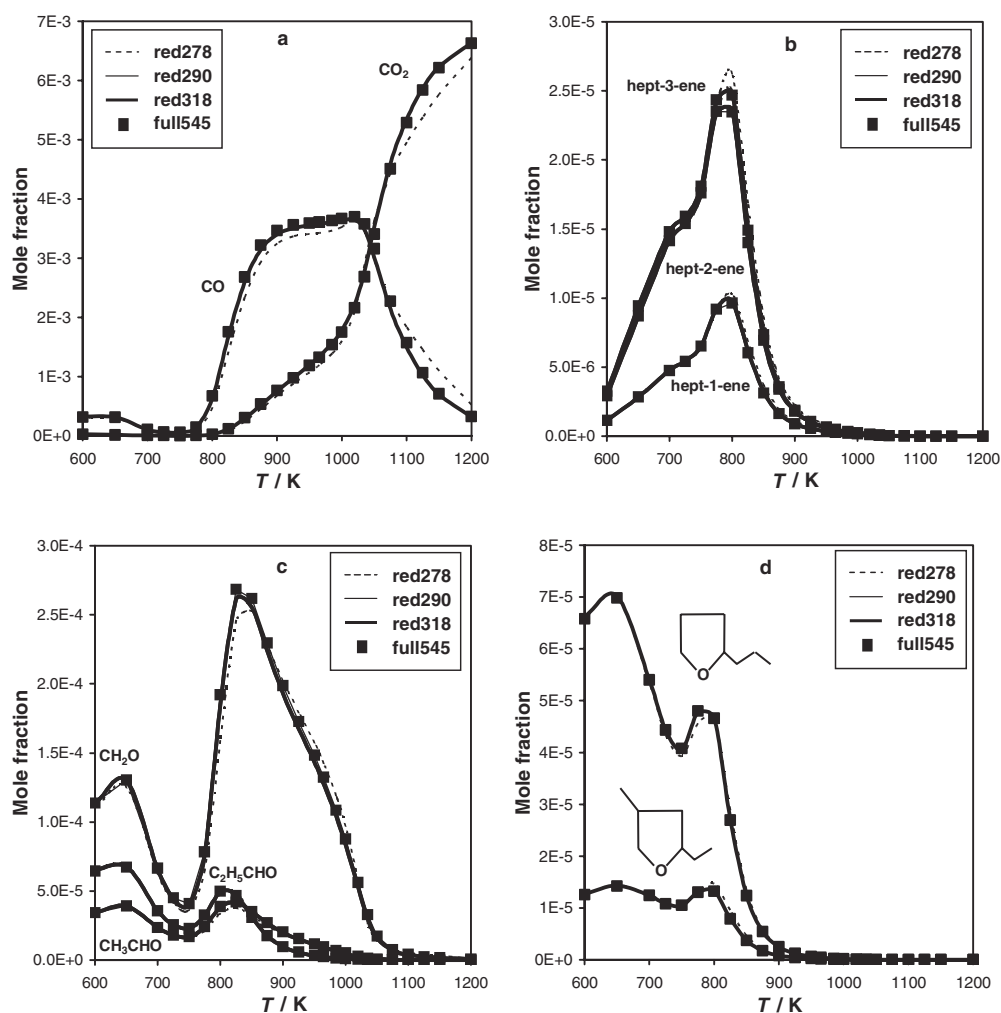 a
7E-3
6E-3
5E-3
4E-3
3E-3
2E-3
1E-3
0E+0
Mole fraction
red278
red290
red318
full545
CO₂
CO
600 700 800 900 1000 1100 1200
T / K
b
3.0E-5
2.5E-5
2.0E-5
1.5E-5
1.0E-5
5.0E-6
0.0E+0
Mole fraction
red278
red290
red318
full545
hept-3-ene
hept-2-ene
hept-1-ene
600 700 800 900 1000 1100 1200
T / K
c
3.0E-4
2.5E-4
2.0E-4
1.5E-4
1.0E-4
5.0E-5
0.0E+0
Mole fraction
red278
red290
red318
full545
CH₂O
C₂H₅CHO
CH₃CHO
600 700 800 900 1000 1100 1200
T / K
d
8E-5
7E-5
6E-5
5E-5
4E-5
3E-5
2E-5
1E-5
0E+0
Mole fraction
red278
red290
red318
full545
O
O
600 700 800 900 1000 1100 1200
T / K